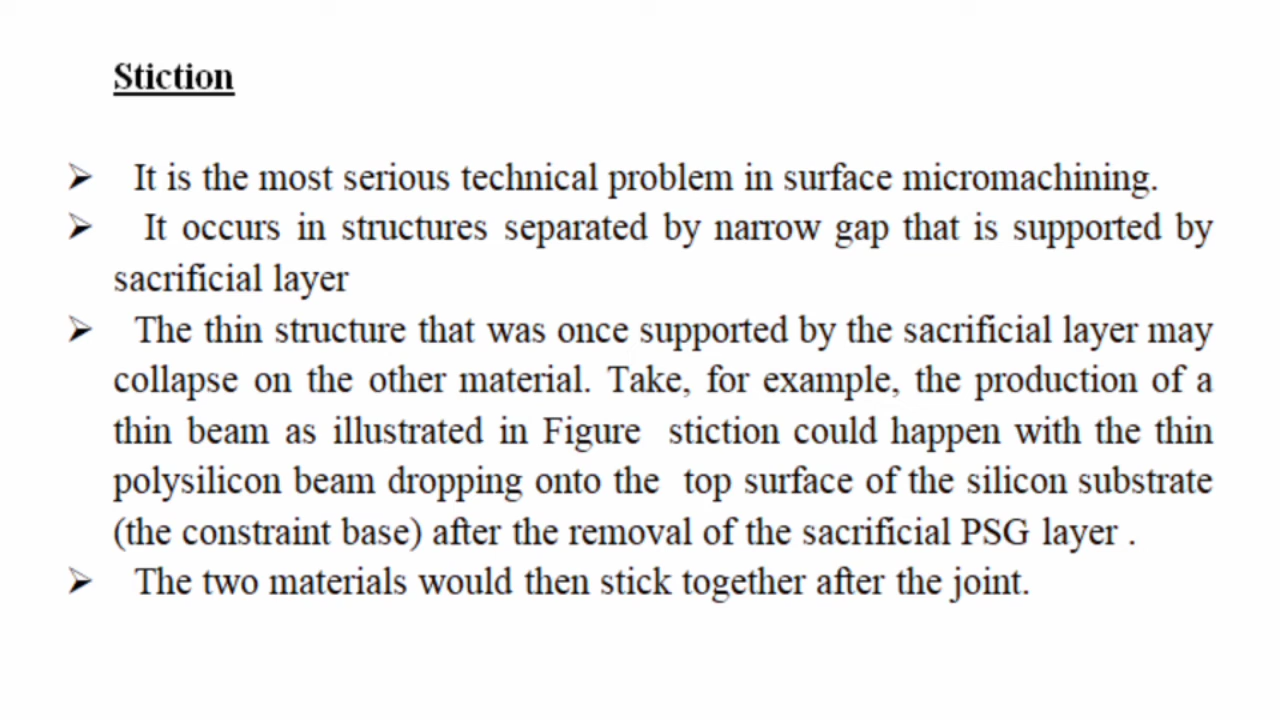 Stiction
➢ It is the most serious technical problem in surface micromachining.
➢ It occurs in structures separated by narrow gap that is supported by
sacrificial layer
➢ The thin structure that was once supported by the sacrificial layer may
collapse on the other material. Take, for example, the production of a
thin beam as illustrated in Figure stiction could happen with the thin
polysilicon beam dropping onto the top surface of the silicon substrate
(the constraint base) after the removal of the sacrificial PSG layer .
➢ The two materials would then stick together after the joint.